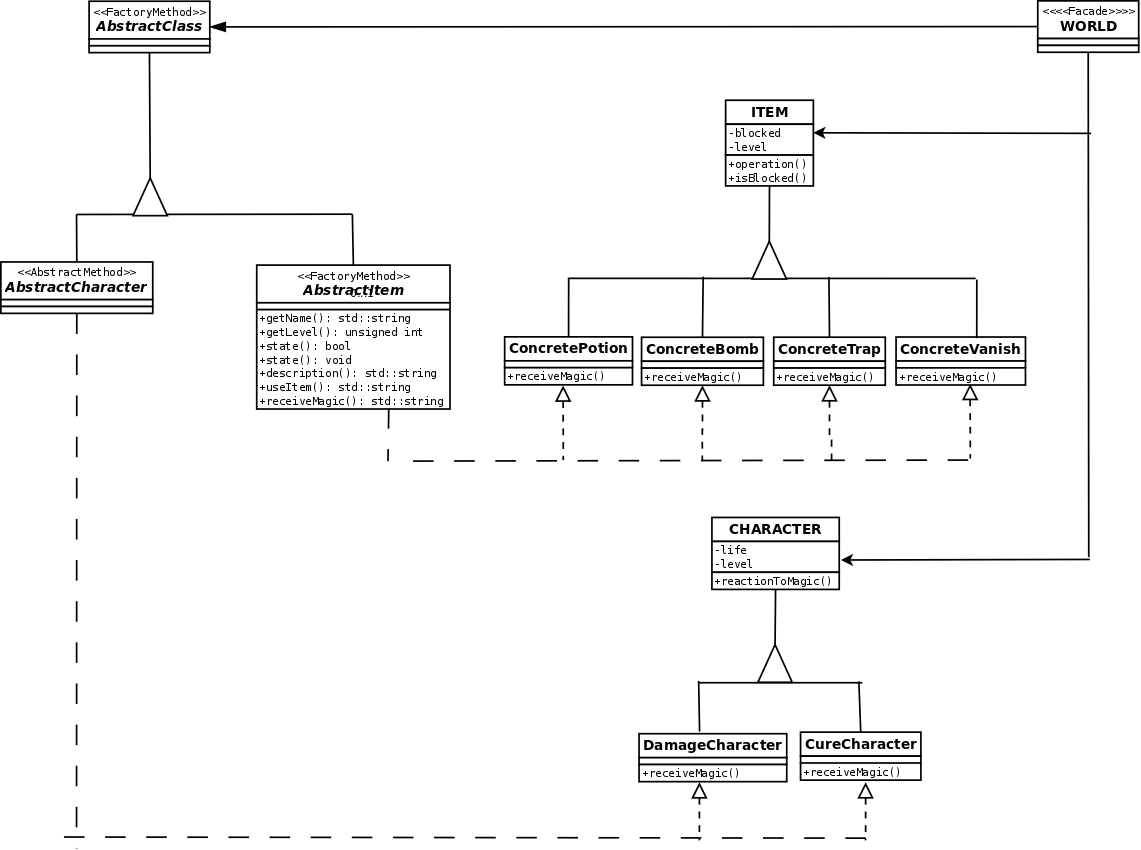 <<FactoryMethod>>
AbstractClass
<<<<Facade>>>>
WORLD
ITEM
-blocked
-level
+operation()
+isBlocked()
<<AbstractMethod>>
AbstractCharacter
<<FactoryMethod>>
AbstractItem
0...1
+getName(): std::string
+getLevel(): unsigned int
+state(): bool
+state(): void
+description(): std::string
+useItem(): std::string
+receiveMagic(): std::string
ConcretePotion
+receiveMagic()
ConcreteBomb
+receiveMagic()
ConcreteTrap
+receiveMagic()
ConcreteVanish
+receiveMagic()
CHARACTER
-life
-level
+reactionToMagic()
DamageCharacter
+receiveMagic()
CureCharacter
+receiveMagic()